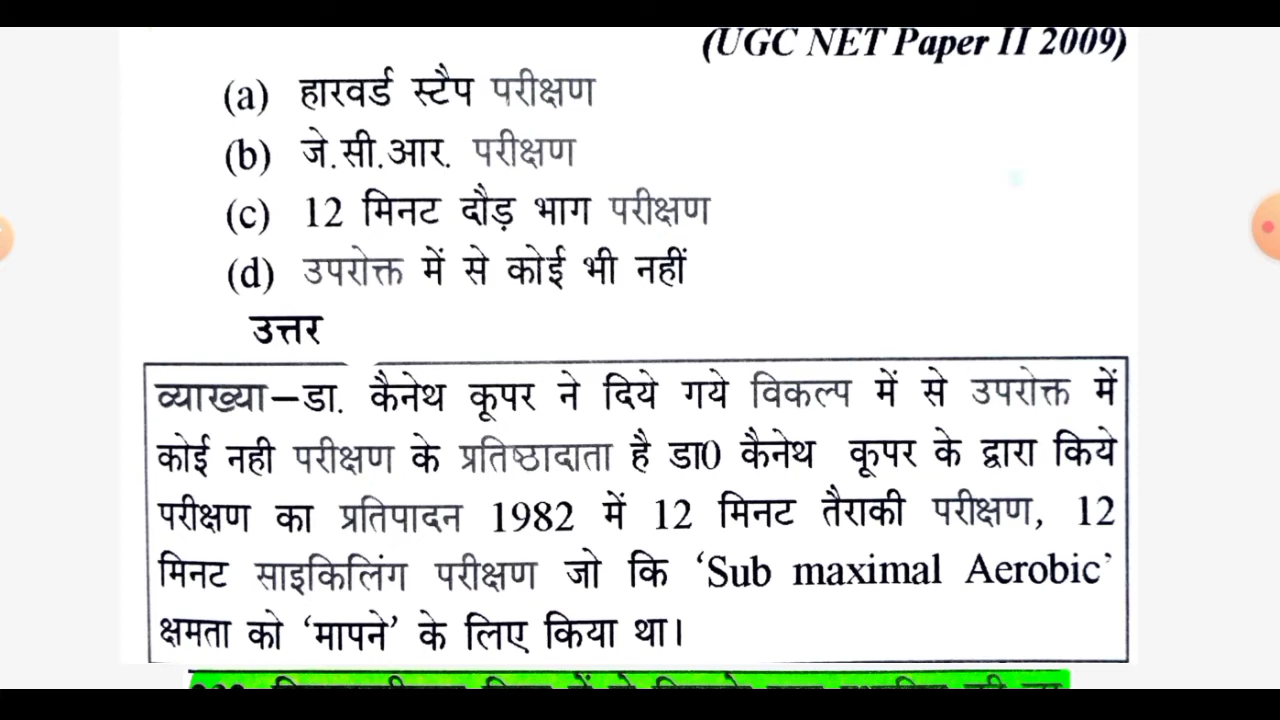 (UGC NET Paper II 2009)
(a) हारवर्ड स्टैप परीक्षण
(b) जे.सी.आर. परीक्षण
(c) 12 मिनट दौड़ भाग परीक्षण
(d) उपरोक्त में से कोई भी नहीं
उत्तर
व्याख्या–डा. कैनेथ कूपर ने दिये गये विकल्प में से उपरोक्त में
कोई नही परीक्षण के प्रतिष्ठादाता है डा0 कैनेथ कूपर के द्वारा किये
परीक्षण का प्रतिपादन 1982 में 12 मिनट तैराकी परीक्षण, 12
मिनट साइकिलिंग परीक्षण जो कि ‘Sub maximal Aerobic’
क्षमता को ‘मापने’ के लिए किया था।